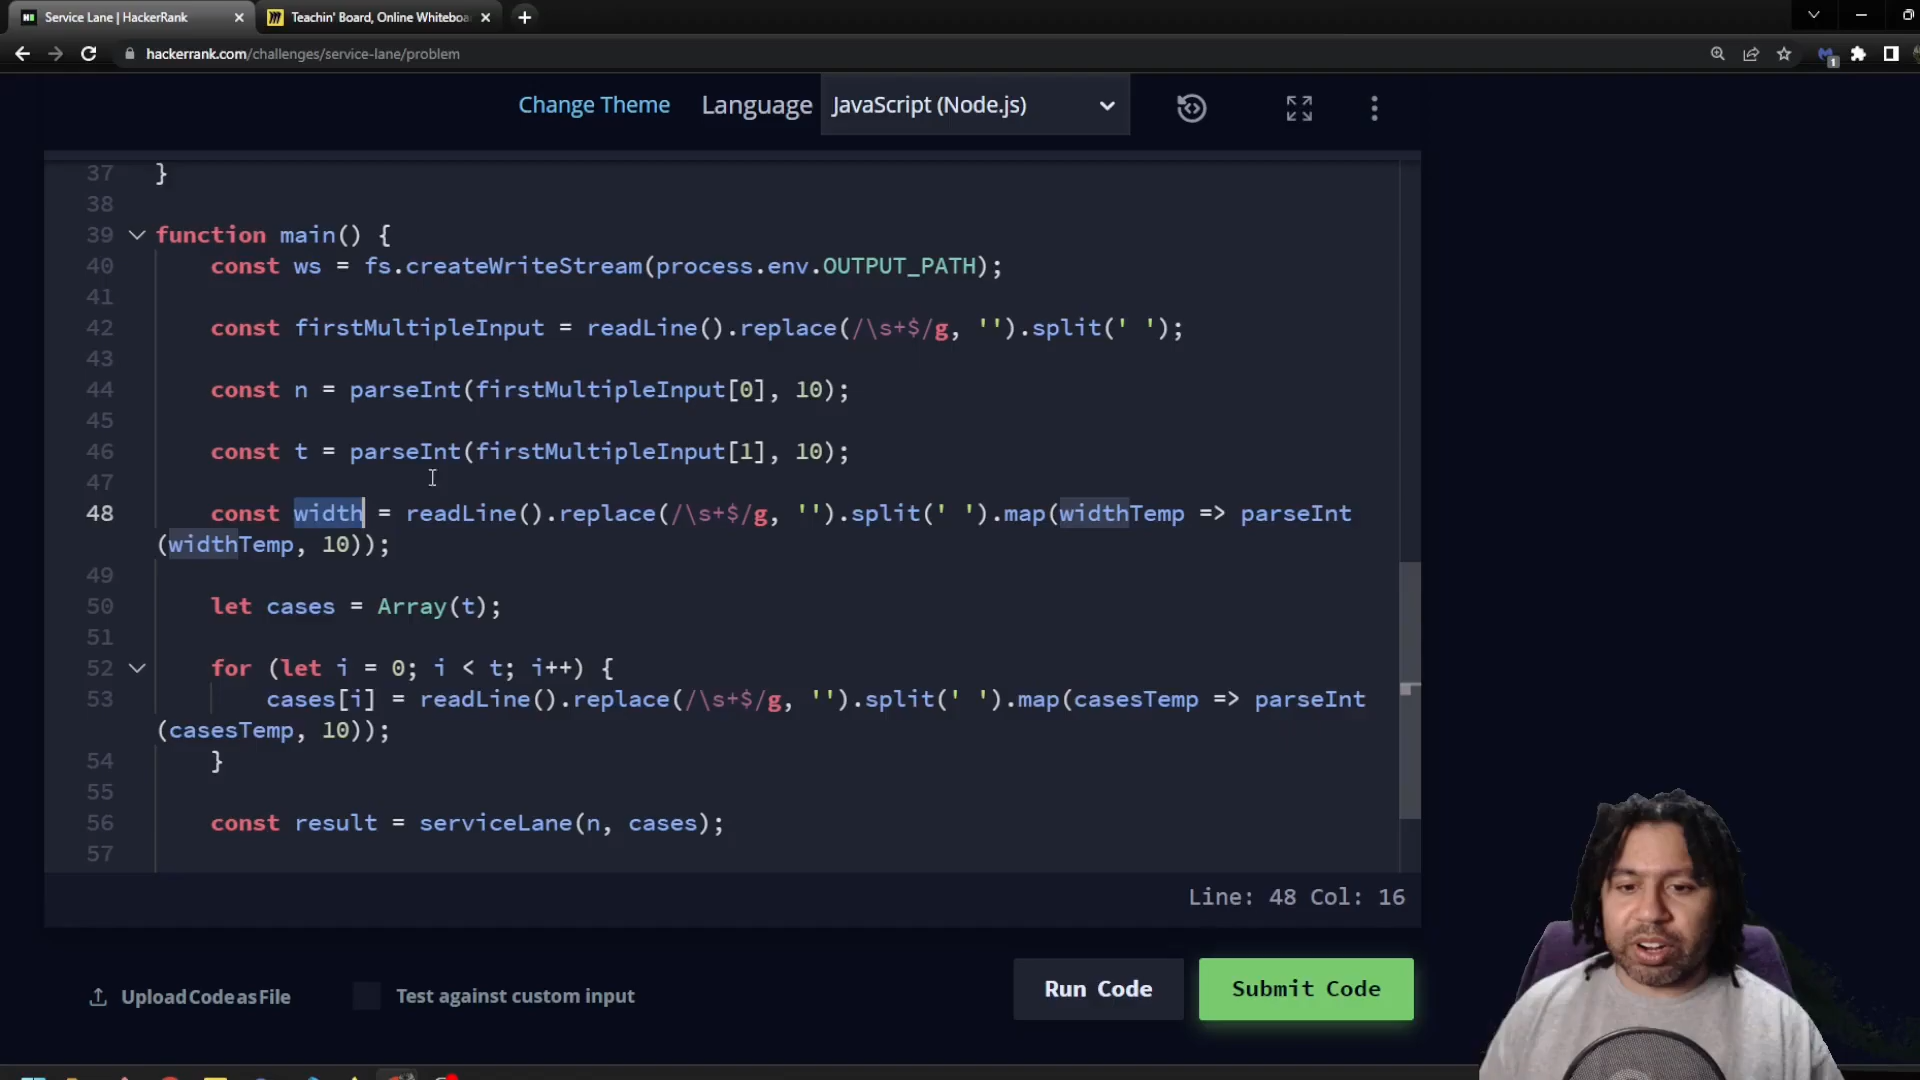 Service Lane | HackerRank
Teachin' Board, Online Whiteboa
hackerrank.com/challenges/service-lane/problem
1
Change Theme
Language
JavaScript (Node.js)
37 }
38
39 function main() {
40 const ws = fs.createWriteStream(process.env.OUTPUT_PATH);
41
42 const firstMultipleInput = readLine().replace(/\s+$/g, '').split(' ');
43
44 const n = parseInt(firstMultipleInput[0], 10);
45
46 const t = parseInt(firstMultipleInput[1], 10);
47
48 const width = readLine().replace(/\s+$/g, '').split(' ').map(widthTemp => parseInt
(widthTemp, 10));
49
50 let cases = Array(t);
51
52 for (let i = 0; i < t; i++) {
53 cases[i] = readLine().replace(/\s+$/g, '').split(' ').map(casesTemp => parseInt
(casesTemp, 10));
54 }
55
56 const result = serviceLane(n, cases);
57
Line: 48 Col: 16
Upload Code as File
Test against custom input
Run Code
Submit Code